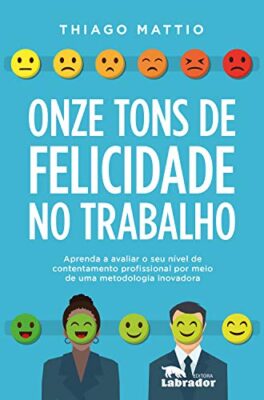 THIAGO MATTIO
ONZE TONS DE
FELICIDADE
NO TRABALHO
Aprenda a avaliar o seu nível de
contentamento profissional por meio
de uma metodologia inovadora
EDITORA
Labrador